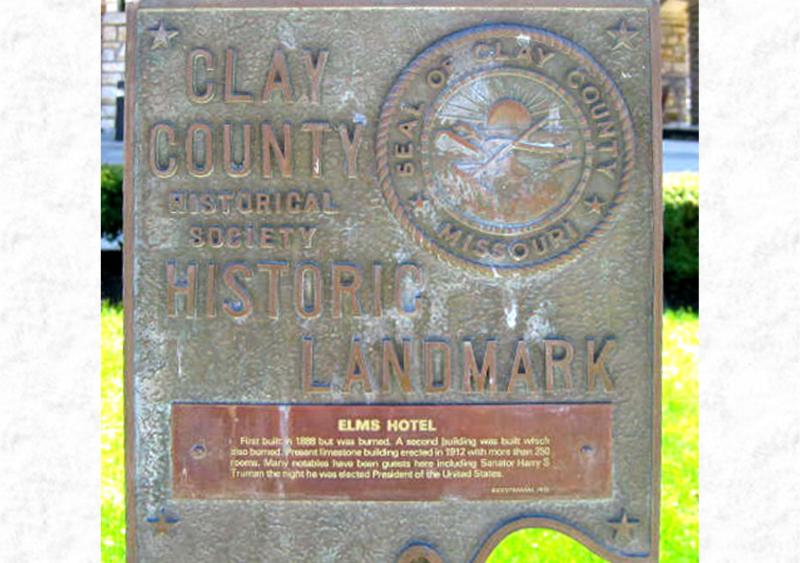 CLAY
COUNTY
HISTORICAL
SOCIETY
HISTORIC
LANDMARK
SEAL OF CLAY COUNTY
MISSOURI
ELMS HOTEL
First built in 1888 but was burned. A second building was built which
also burned. Present limestone building erected in 1912 with more than 250
rooms. Many notables have been guests here including Senator Harry S
Truman the night he was elected President of the United States.